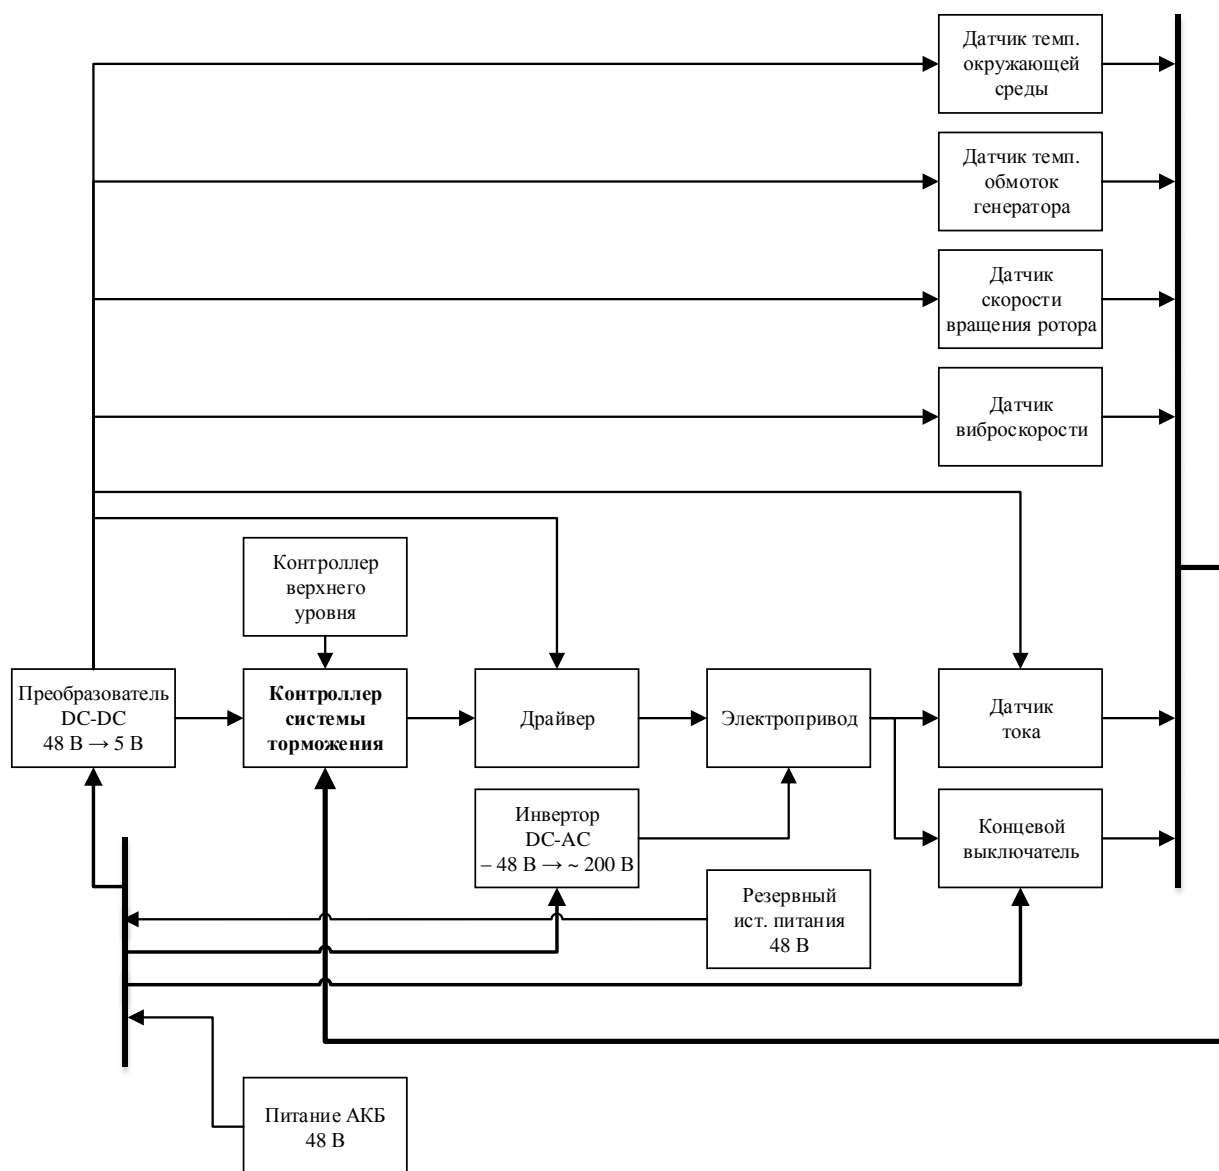 Датчик темп.
окружающей
среды
Датчик темп.
обмоток
генератора
Датчик
скорости
вращения ротора
Датчик
виброскорости
Контроллер
верхнего
уровня
Преобразователь
DC-DC
48 В → 5 В
Контроллер
системы
торможения
Драйвер
Электропривод
Датчик
тока
Инвертор
DC-AC
– 48 В → ~ 200 В
Концевой
выключатель
Резервный
ист. питания
48 В
Питание АКБ
48 В